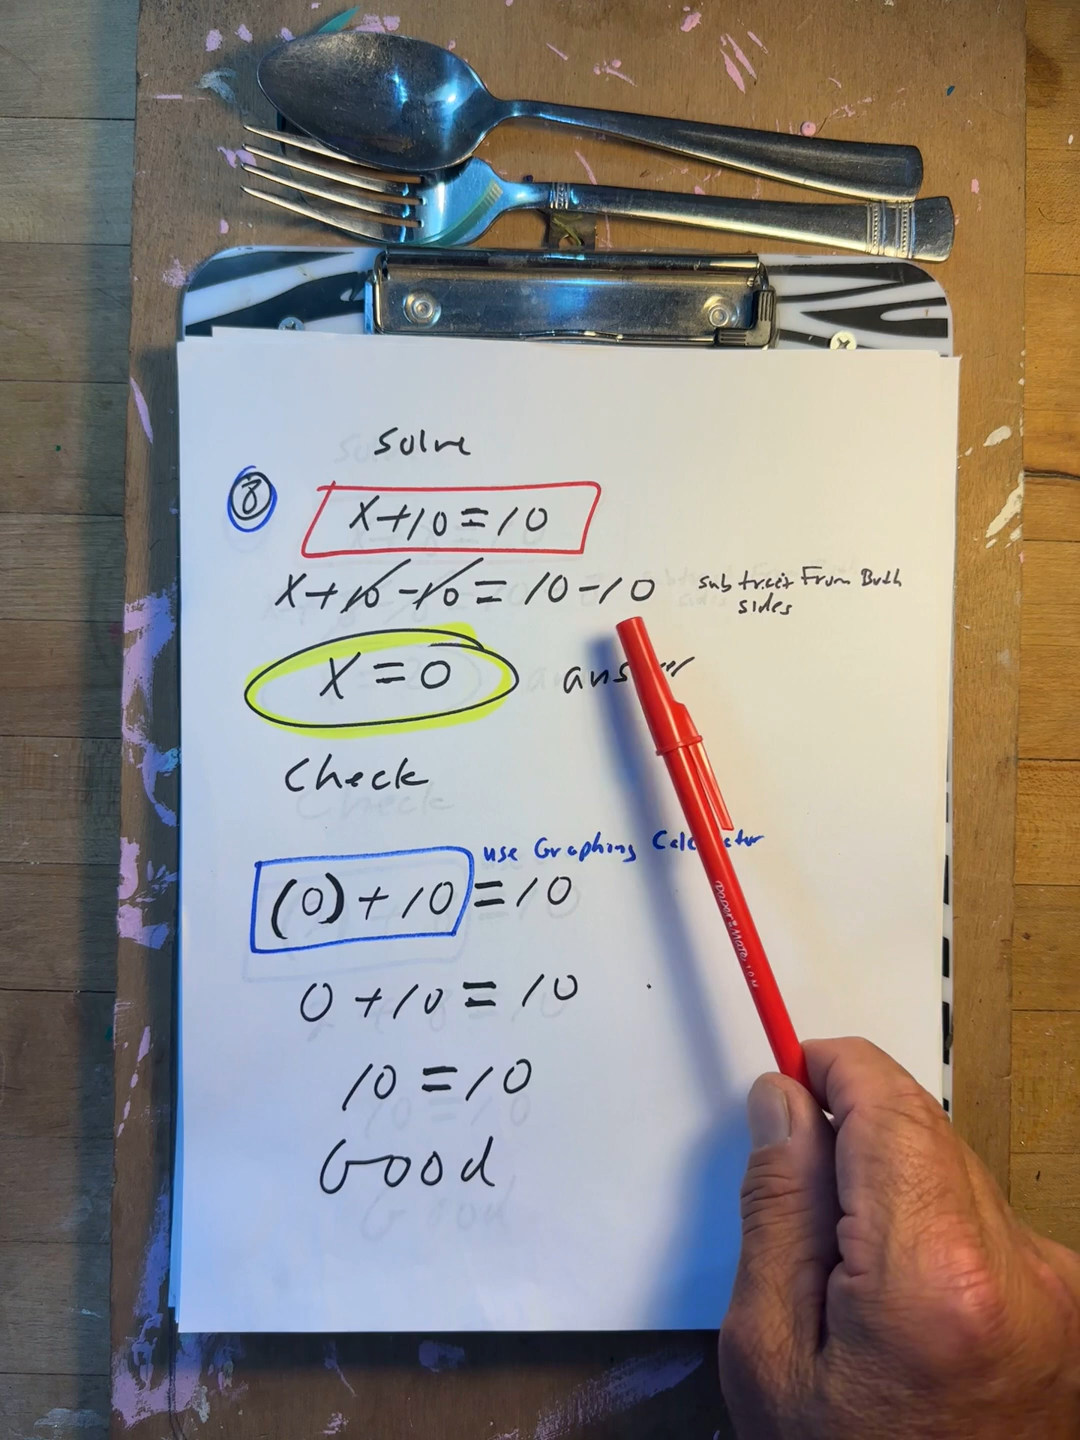 Solve
8
X+10=10
X+10-10=10-10
subtract From Both
sides
X=0
answer
Check
use Graphing Calculator
(0)+10=10
0+10=10
10=10
Good